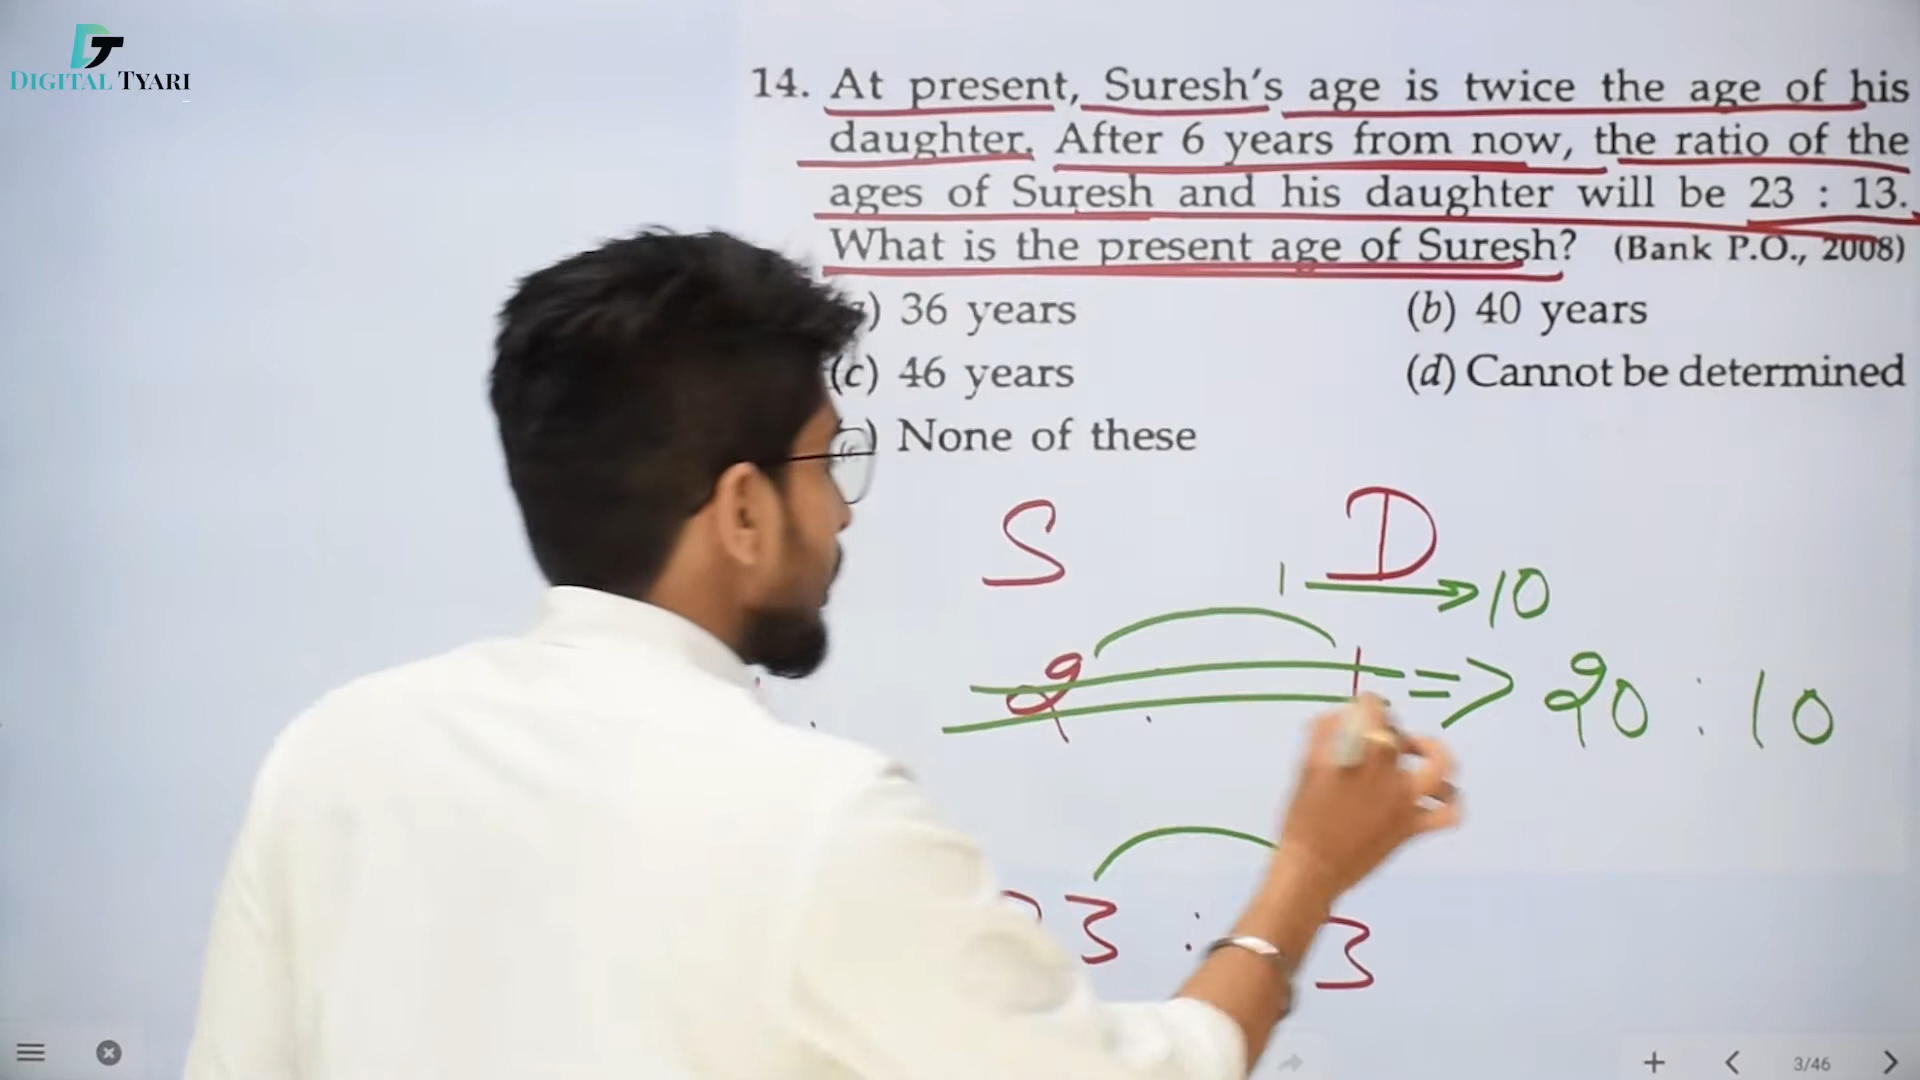 DT
DIGITAL TYARI
14. At present, Suresh's age is twice the age of his
daughter. After 6 years from now, the ratio of the
ages of Suresh and his daughter will be 23 : 13.
What is the present age of Suresh? (Bank P.O., 2008)
36 years (b) 40 years
(c) 46 years (d) Cannot be determined
None of these
S D
1 → 10
2 : 1 => 20 : 10
3 : 3
3/46